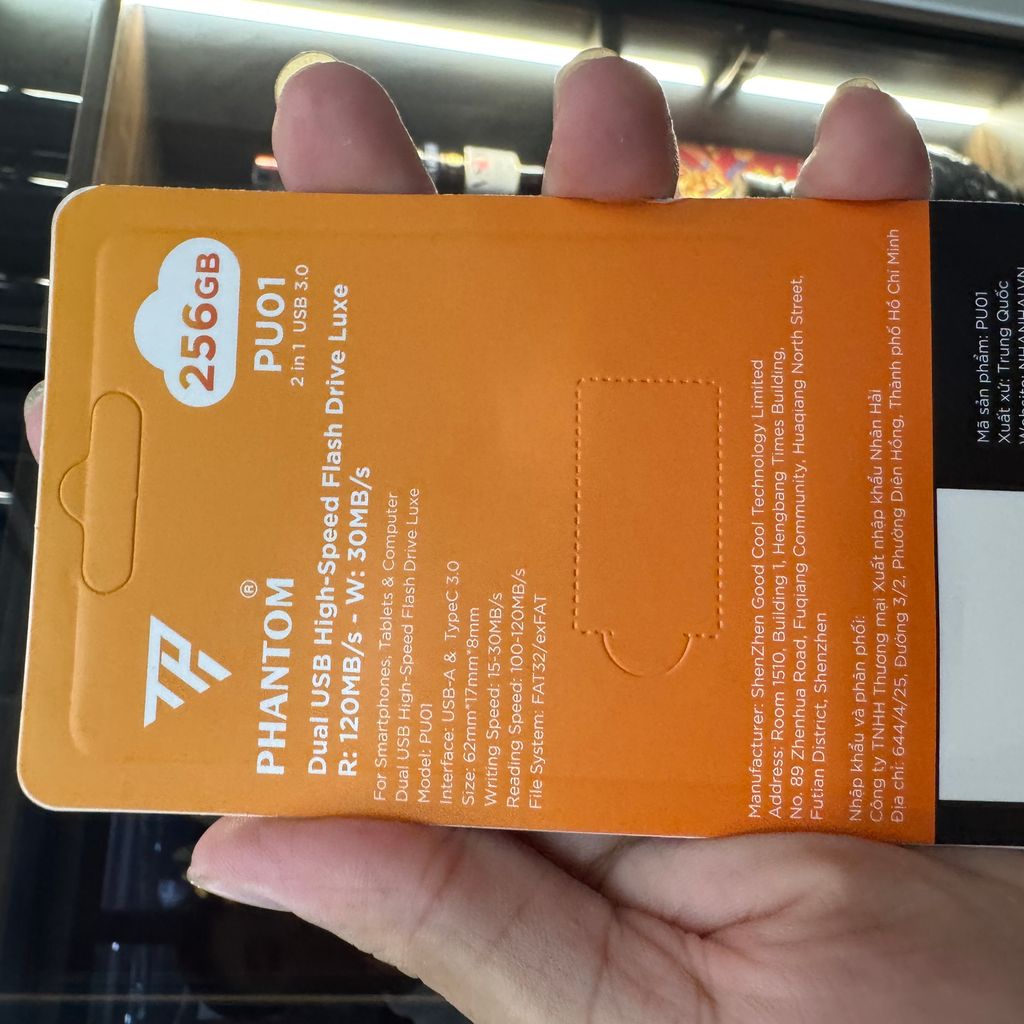 PHANTOM®
256GB
PU01
2 in 1 USB 3.0
Dual USB High-Speed Flash Drive Luxe
R: 120MB/s - W: 30MB/s
For Smartphones, Tablets & Computer
Dual USB High-Speed Flash Drive Luxe
Model: PU01
Interface: USB-A & TypeC 3.0
Size: 62mm*17mm*8mm
Writing Speed: 15-30MB/s
Reading Speed: 100-120MB/s
File System: FAT32/exFAT
Manufacturer: ShenZhen Good Cool Technology Limited
Address: Room 1510, Building 1, Hengbang Times Building,
No. 89 Zhenhua Road, Fuqiang Community, Huaqiang North Street,
Futian District, Shenzhen
Nhập khẩu và phân phối:
Công ty TNHH Thương mại Xuất nhập khẩu Nhân Hải
Địa chỉ: 644/4/25, Đường 3/2, Phường Diên Hồng, Thành phố Hồ Chí Minh
Mã sản phẩm: PU01
Xuất xứ: Trung Quốc
Website: NHANHAI.VN